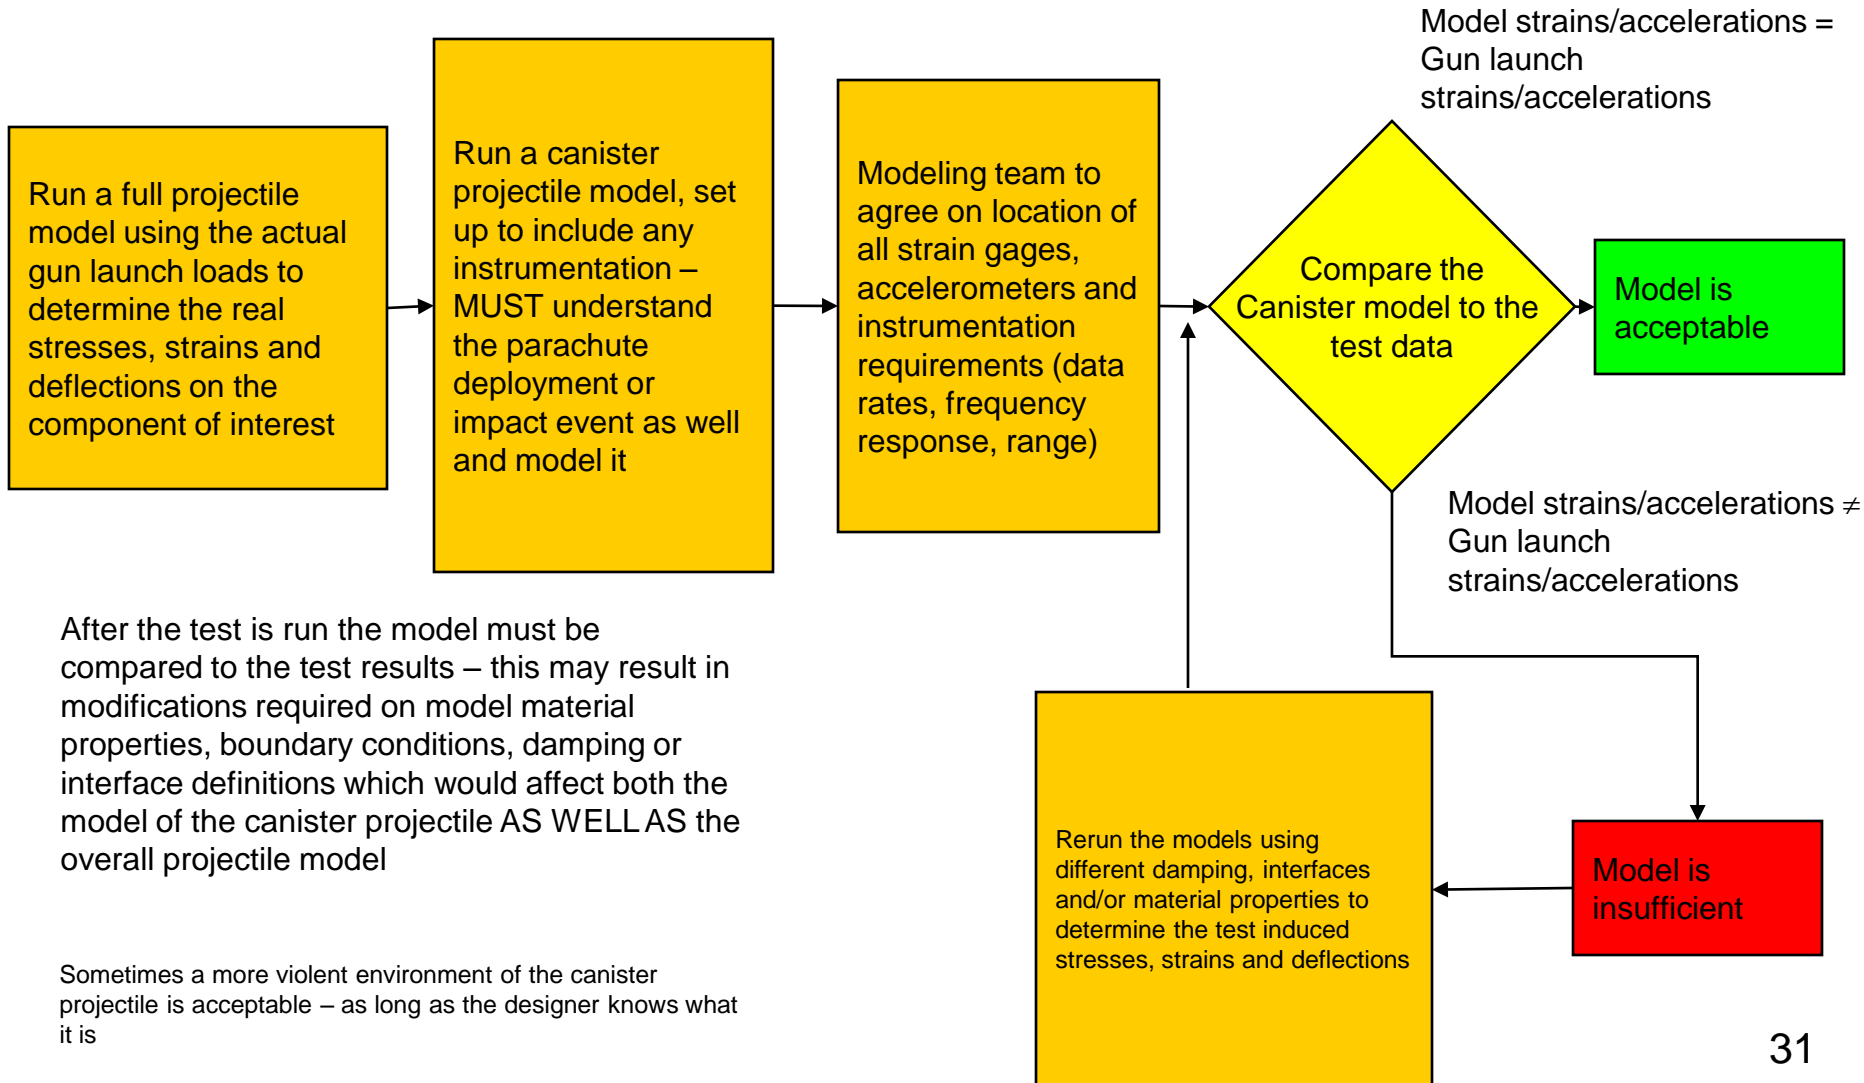 Model strains/accelerations =
Gun launch
strains/accelerations
Run a full projectile
model using the actual
gun launch loads to
determine the real
stresses, strains and
deflections on the
component of interest
Run a canister
projectile model, set
up to include any
instrumentation –
MUST understand
the parachute
deployment or
impact event as well
and model it
Modeling team to
agree on location of
all strain gages,
accelerometers and
instrumentation
requirements (data
rates, frequency
response, range)
Compare the
Canister model to the
test data
Model is
acceptable
Model strains/accelerations ≠
Gun launch
strains/accelerations
After the test is run the model must be
compared to the test results – this may result in
modifications required on model material
properties, boundary conditions, damping or
interface definitions which would affect both the
model of the canister projectile AS WELL AS the
overall projectile model
Rerun the models using
different damping, interfaces
and/or material properties to
determine the test induced
stresses, strains and deflections
Model is
insufficient
Sometimes a more violent environment of the canister
projectile is acceptable – as long as the designer knows what
it is
31